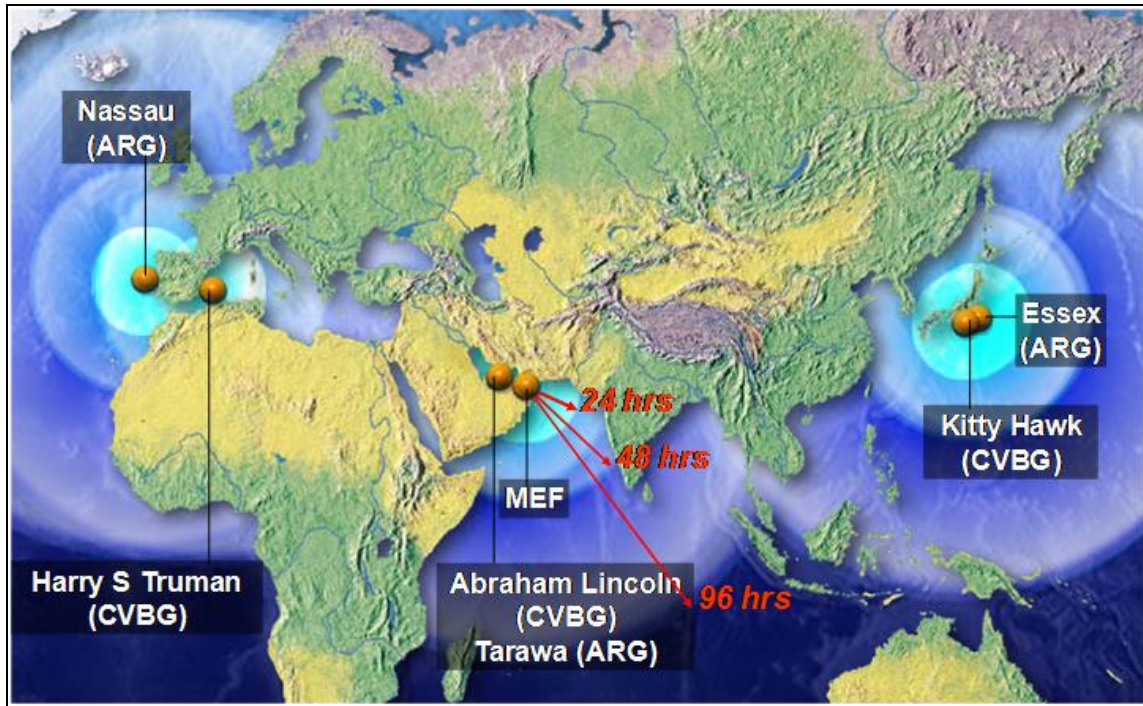 Nassau
(ARG)
Essex
(ARG)
24 hrs
Kitty Hawk
(CVBG)
48 hrs
MEF
Harry S Truman
(CVBG)
Abraham Lincoln
(CVBG)
Tarawa (ARG)
96 hrs